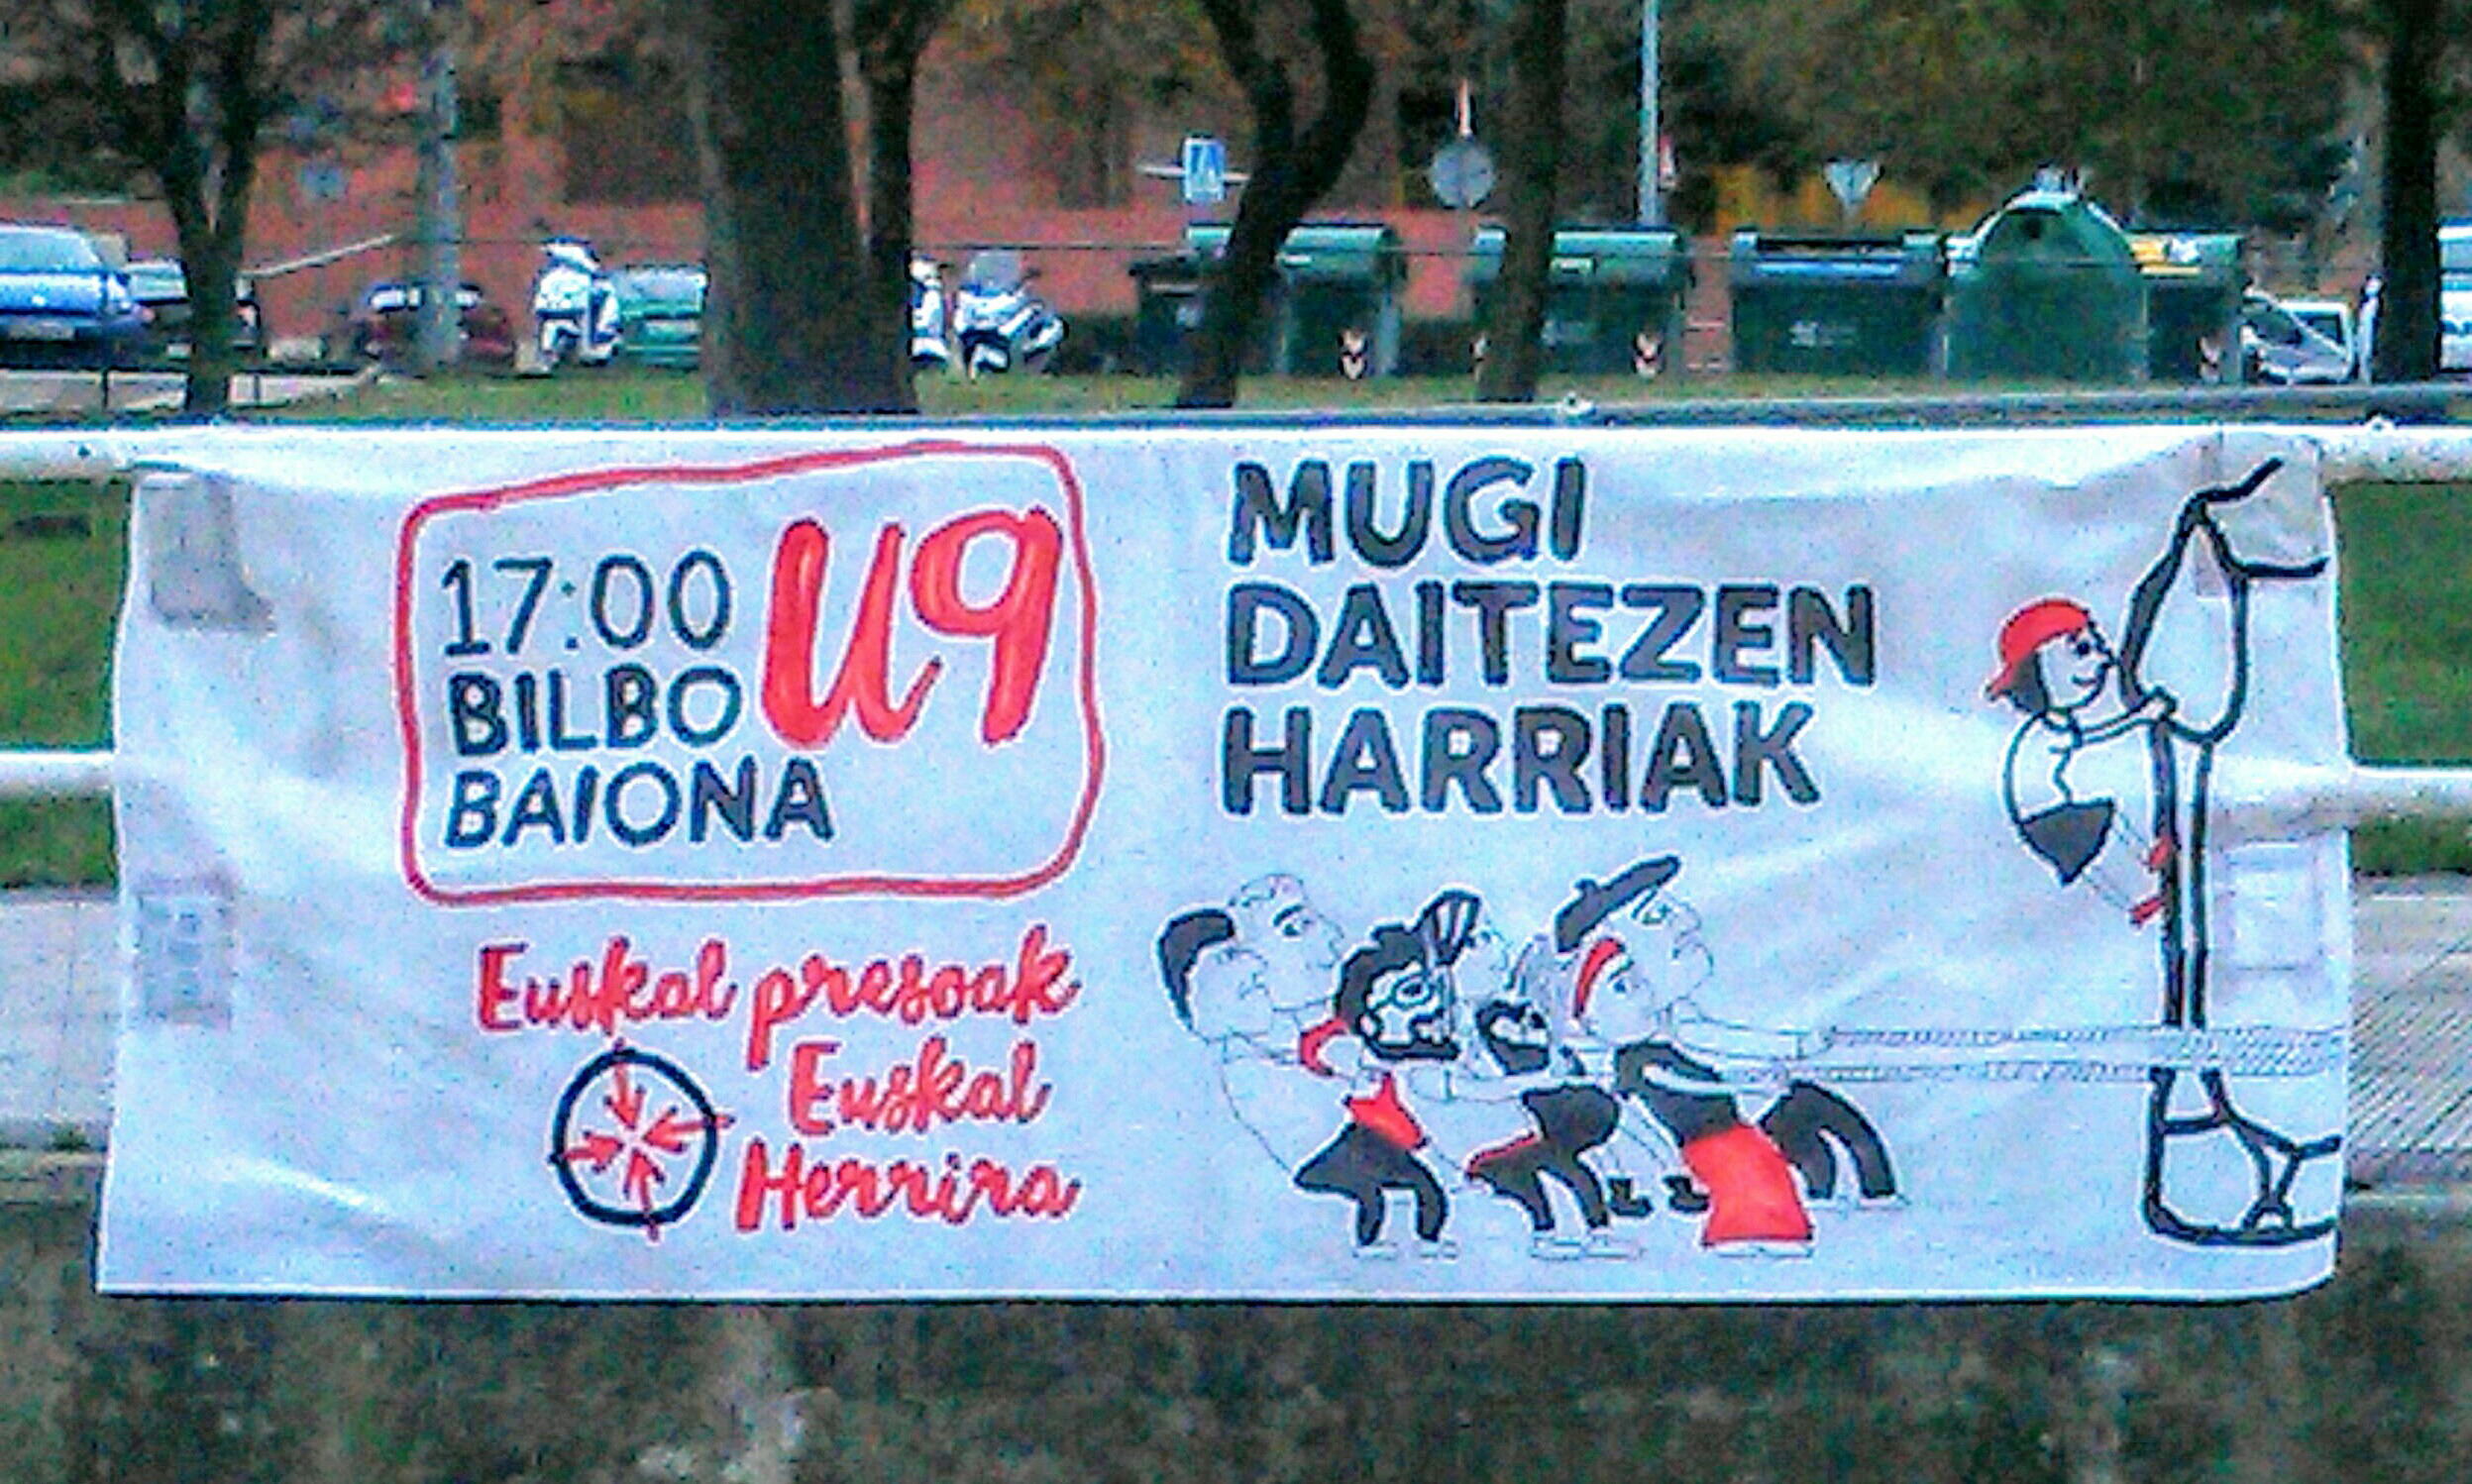 17:00
BILBO
BAIONA
U9
Euskal presoak
Euskal
Herrira
MUGI
DAITEZEN
HARRIAK